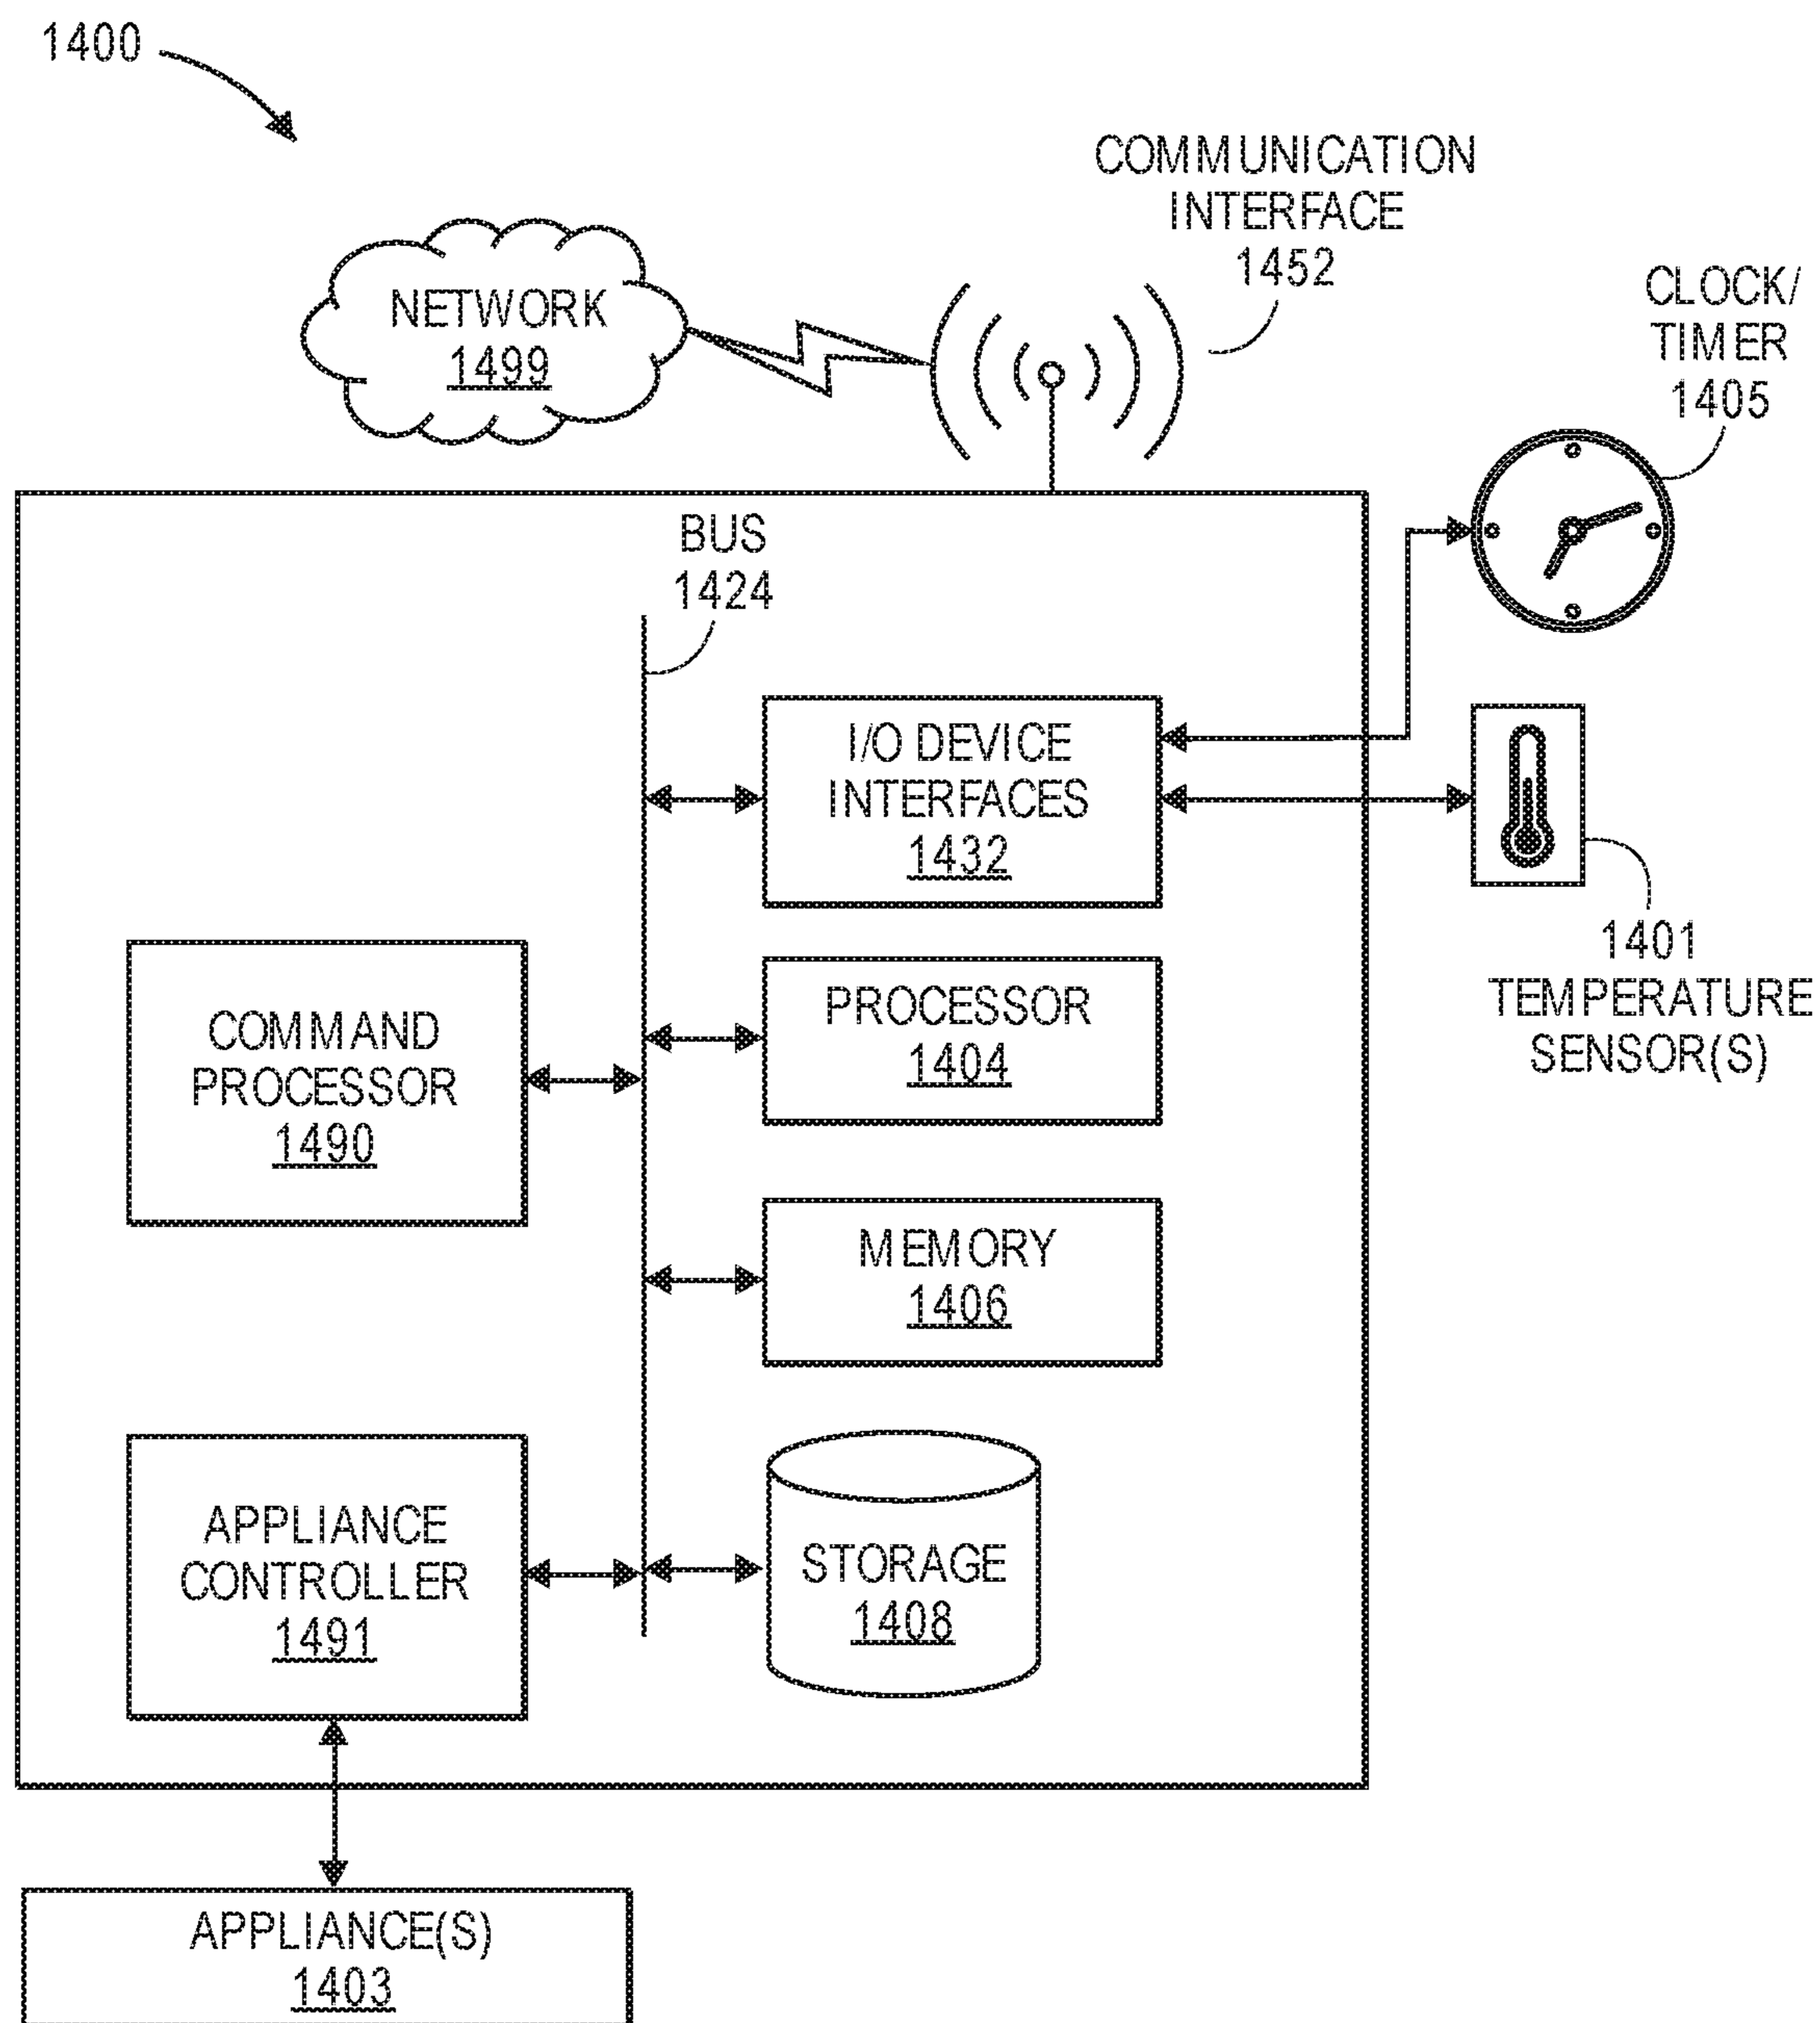 1400
COMMUNICATION
INTERFACE
1452
NETWORK
1499
CLOCK/
TIMER
1405
BUS
1424
I/O DEVICE
INTERFACES
1432
1401
TEMPERATURE
SENSOR(S)
COMMAND
PROCESSOR
1490
PROCESSOR
1404
MEMORY
1406
APPLIANCE
CONTROLLER
1491
STORAGE
1408
APPLIANCE(S)
1403